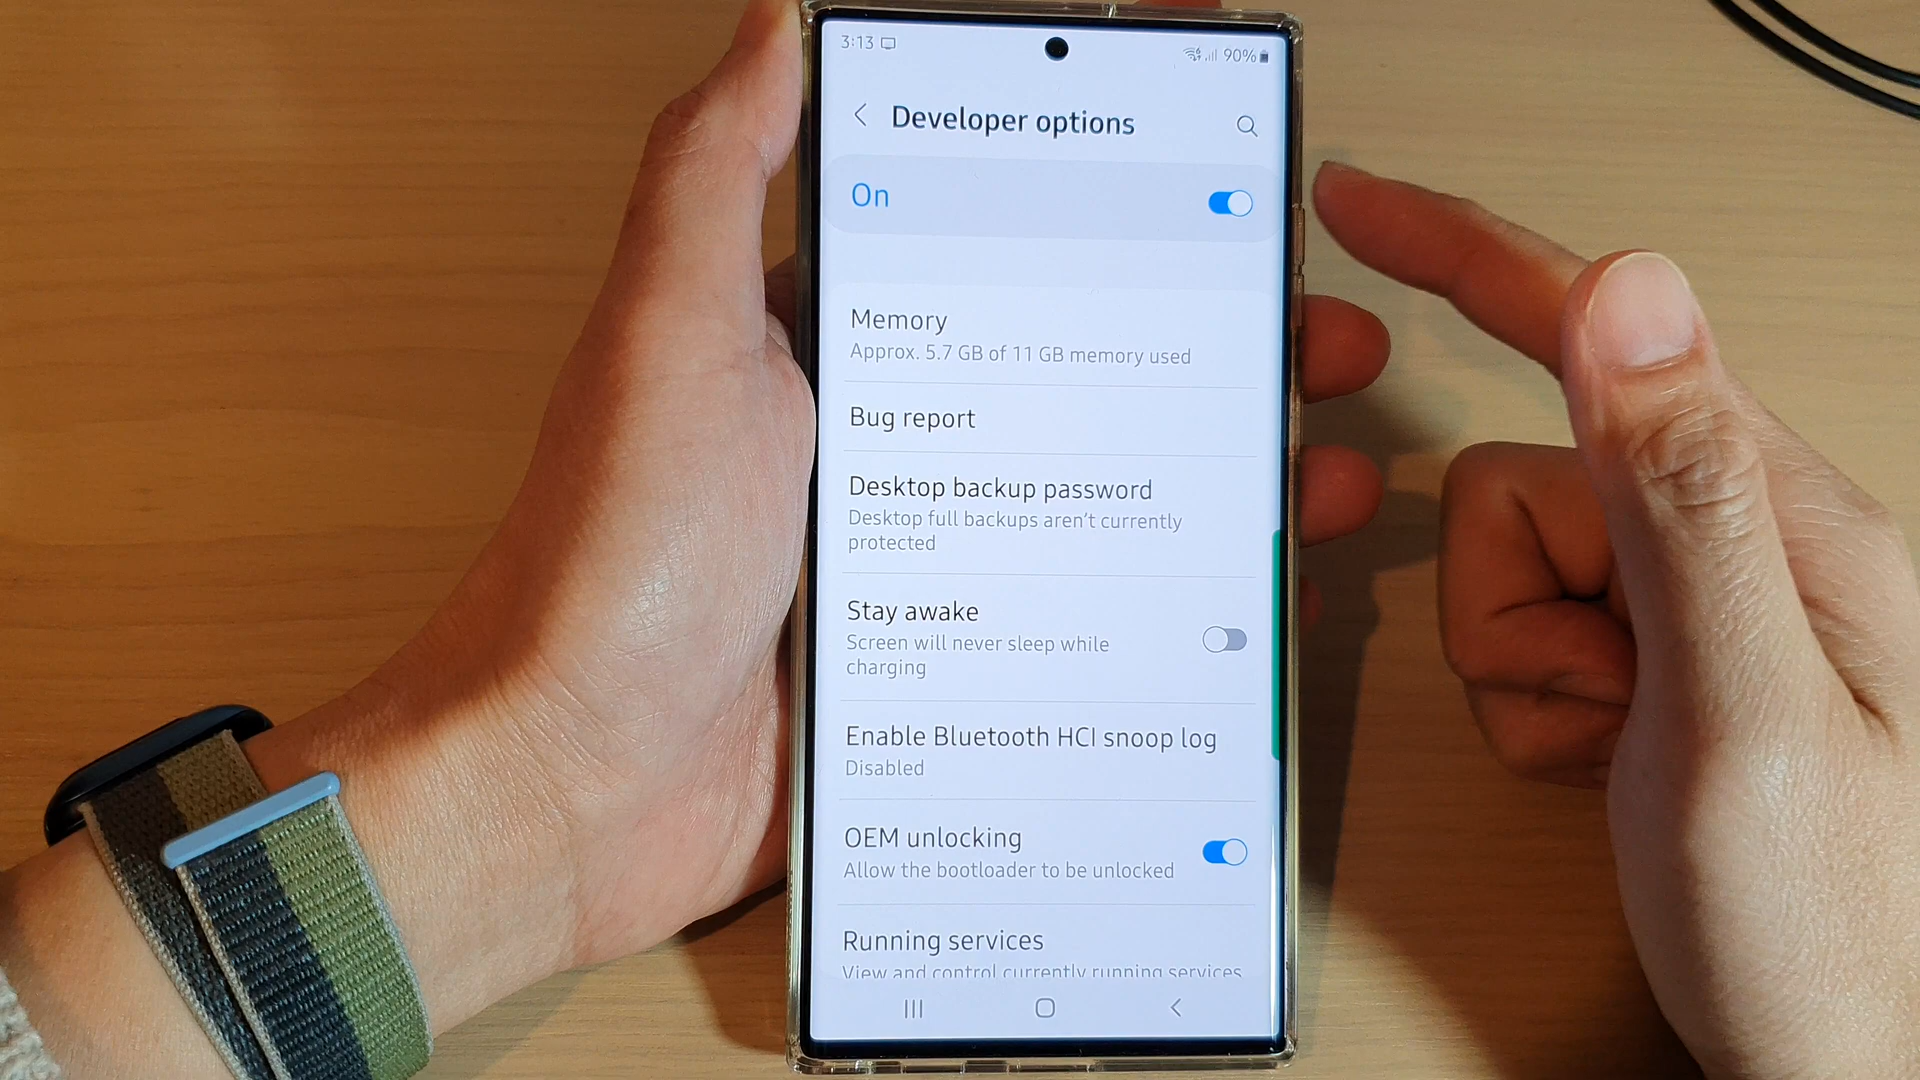 3:13
90%
Developer options
On
Memory
Approx. 5.7 GB of 11 GB memory used
Bug report
Desktop backup password
Desktop full backups aren't currently
protected
Stay awake
Screen will never sleep while
charging
Enable Bluetooth HCI snoop log
Disabled
OEM unlocking
Allow the bootloader to be unlocked
Running services
View and control currently running services